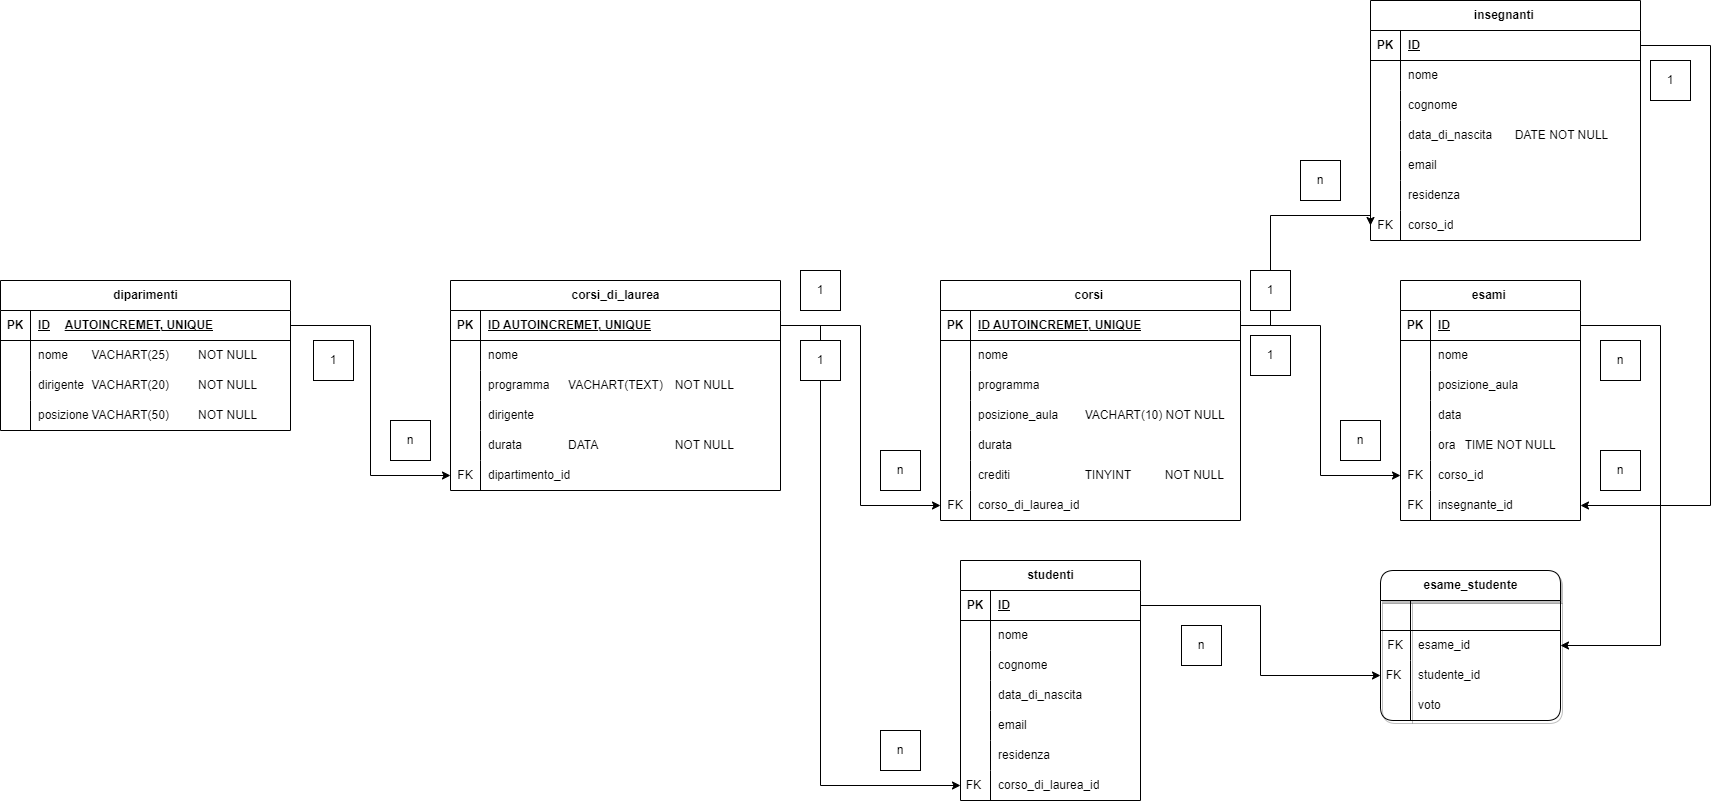 insegnanti
PK ID
nome
cognome
data_di_nascita DATE NOT NULL
email
residenza
FK corso_id
1
n
diparimenti
PK ID AUTOINCREMET, UNIQUE
nome VACHART(25) NOT NULL
dirigente VACHART(20) NOT NULL
posizione VACHART(50) NOT NULL
1
n
corsi_di_laurea
PK ID AUTOINCREMET, UNIQUE
nome
programma VACHART(TEXT) NOT NULL
dirigente
durata DATA NOT NULL
FK dipartimento_id
1
1
n
corsi
PK ID AUTOINCREMET, UNIQUE
nome
programma
posizione_aula VACHART(10) NOT NULL
durata
crediti TINYINT NOT NULL
FK corso_di_laurea_id
1
1
n
esami
PK ID
nome
posizione_aula
data
ora TIME NOT NULL
FK corso_id
FK insegnante_id
n
n
studenti
PK ID
nome
cognome
data_di_nascita
email
residenza
FK corso_di_laurea_id
n
n
esame_studente
FK esame_id
FK studente_id
voto